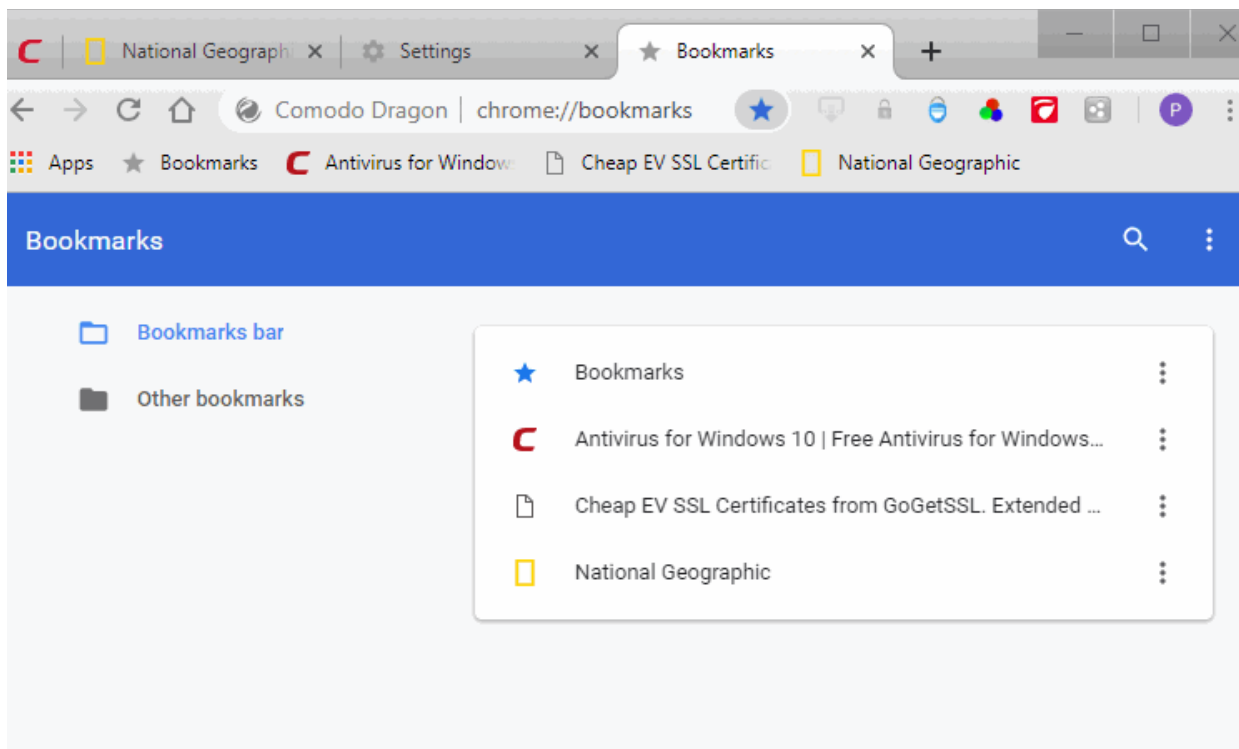 National Geographi Settings Bookmarks
Comodo Dragon | chrome://bookmarks P
Apps Bookmarks Antivirus for Window Cheap EV SSL Certific National Geographic
Bookmarks
Bookmarks bar
Other bookmarks
Bookmarks
Antivirus for Windows 10 | Free Antivirus for Windows...
Cheap EV SSL Certificates from GoGetSSL. Extended ...
National Geographic